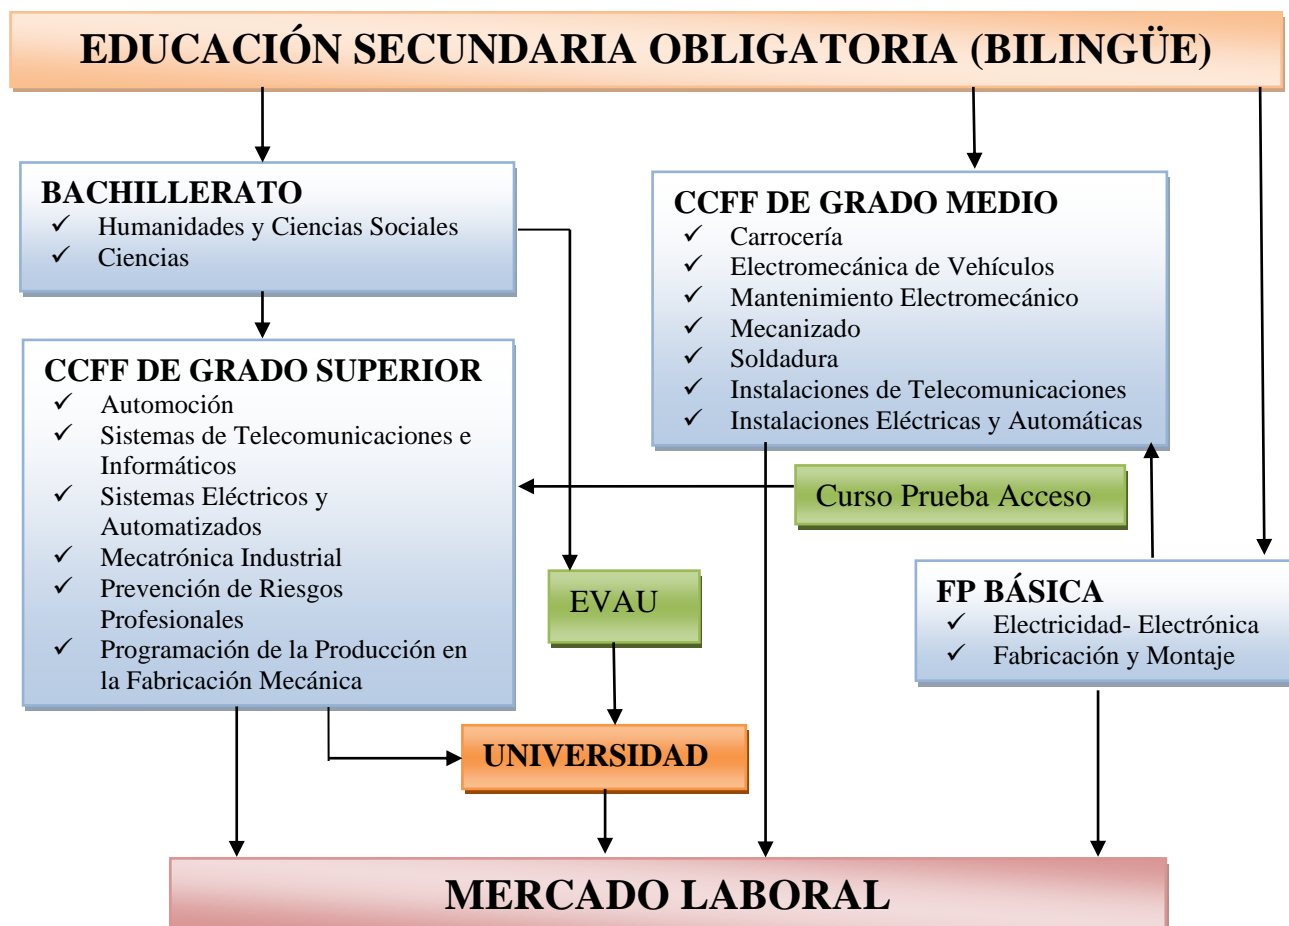 EDUCACIÓN SECUNDARIA OBLIGATORIA (BILINGÜE)
BACHILLERATO
✓ Humanidades y Ciencias Sociales
✓ Ciencias
CCFF DE GRADO MEDIO
✓ Carrocería
✓ Electromecánica de Vehículos
✓ Mantenimiento Electromecánico
✓ Mecanizado
✓ Soldadura
✓ Instalaciones de Telecomunicaciones
✓ Instalaciones Eléctricas y Automáticas
CCFF DE GRADO SUPERIOR
✓ Automoción
✓ Sistemas de Telecomunicaciones e
Informáticos
✓ Sistemas Eléctricos y
Automatizados
✓ Mecatrónica Industrial
✓ Prevención de Riesgos
Profesionales
✓ Programación de la Producción en
la Fabricación Mecánica
Curso Prueba Acceso
EVAU
FP BÁSICA
✓ Electricidad- Electrónica
✓ Fabricación y Montaje
UNIVERSIDAD
MERCADO LABORAL